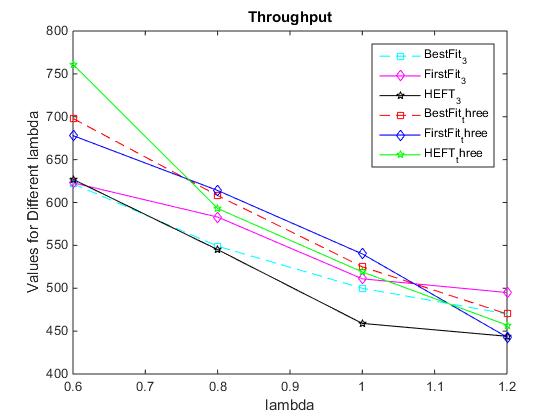 Throughput
800
750
700
650
600
550
500
450
400
Values for Different lambda
BestFit₃
FirstFit₃
HEFT₃
BestFitₜhree
FirstFitₜhree
HEFTₜhree
0.6 0.7 0.8 0.9 1 1.1 1.2
lambda